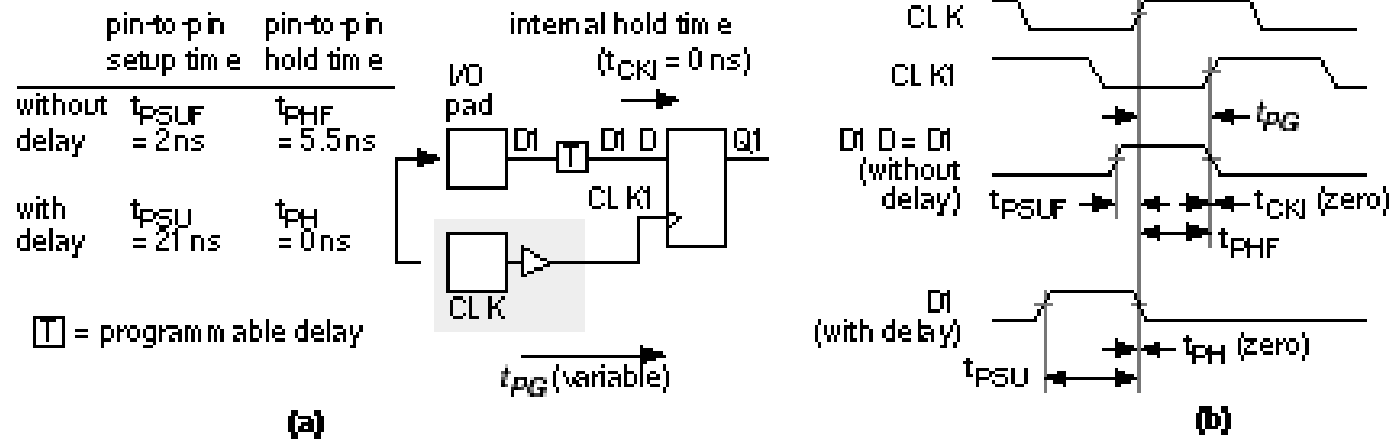 pin-to-pin setup time
pin-to-pin hold time
without delay
tPSUF = 2ns
tPHF = 5.5ns
with delay
tPSU = 21 ns
tPH = 0ns
T = programmable delay
internal hold time
(tCKI = 0 ns)
I/O pad
D1
T
D1 D
Q1
CLK1
CLK
tPG (variable)
(a)
CLK
CLK1
tPG
D1 D = D1
(without delay)
tPSUF
tCKI (zero)
tPHF
D1
(with delay)
tPH (zero)
tPSU
(b)